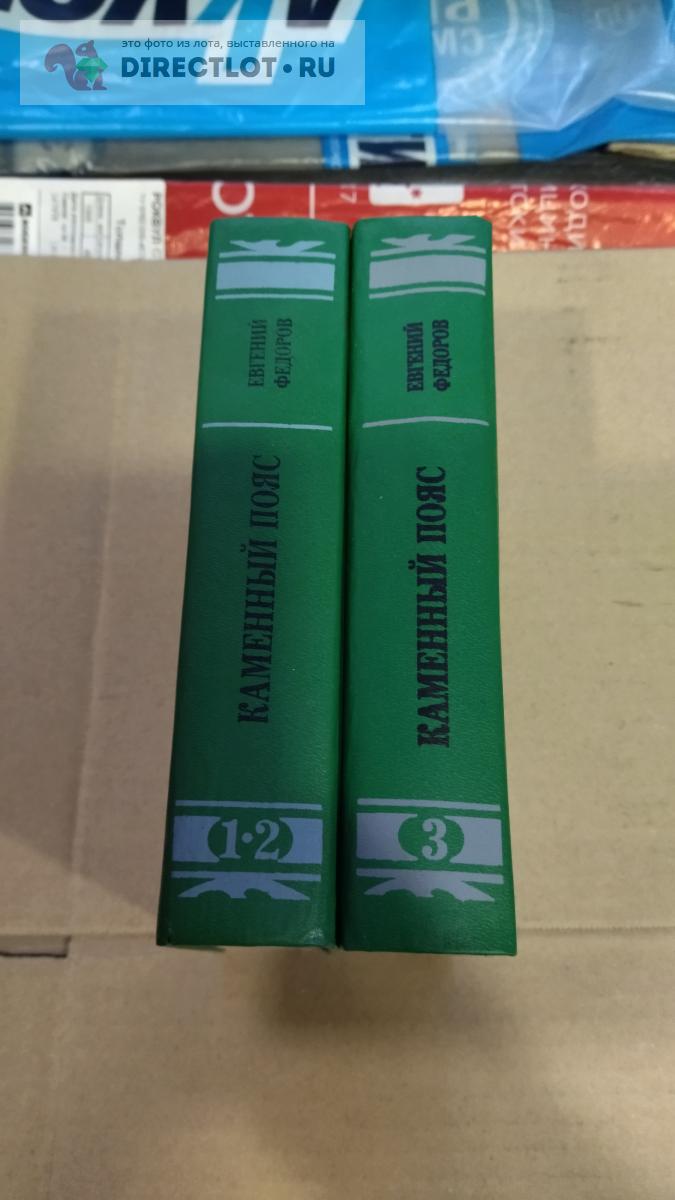 это фото из лота, выставленного на
DIRECTLOT • RU
ЕВГЕНИЙ
ФЕДОРОВ
КАМЕННЫЙ ПОЯС
1•2
ЕВГЕНИЙ
ФЕДОРОВ
КАМЕННЫЙ ПОЯС
3